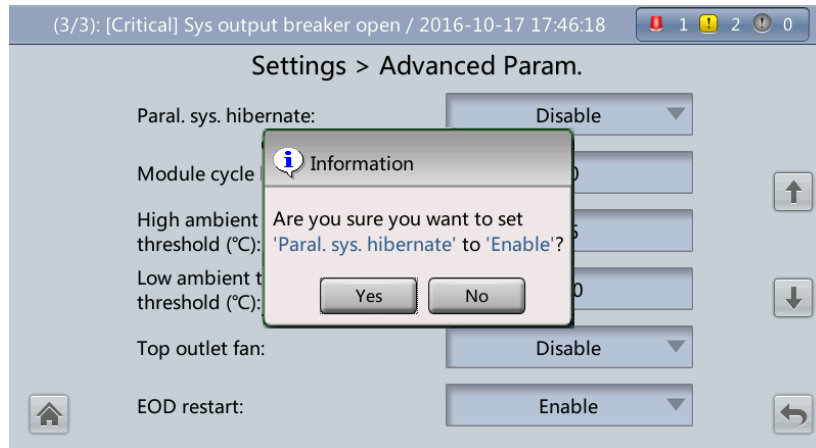 (3/3): [Critical] Sys output breaker open / 2016-10-17 17:46:18 1 2 0
Settings > Advanced Param.
Paral. sys. hibernate: Disable
Information
Module cycle
High ambient
threshold (℃):
Are you sure you want to set
'Paral. sys. hibernate' to 'Enable'?
Low ambient
threshold (℃): 0
Yes No
Top outlet fan: Disable
EOD restart: Enable